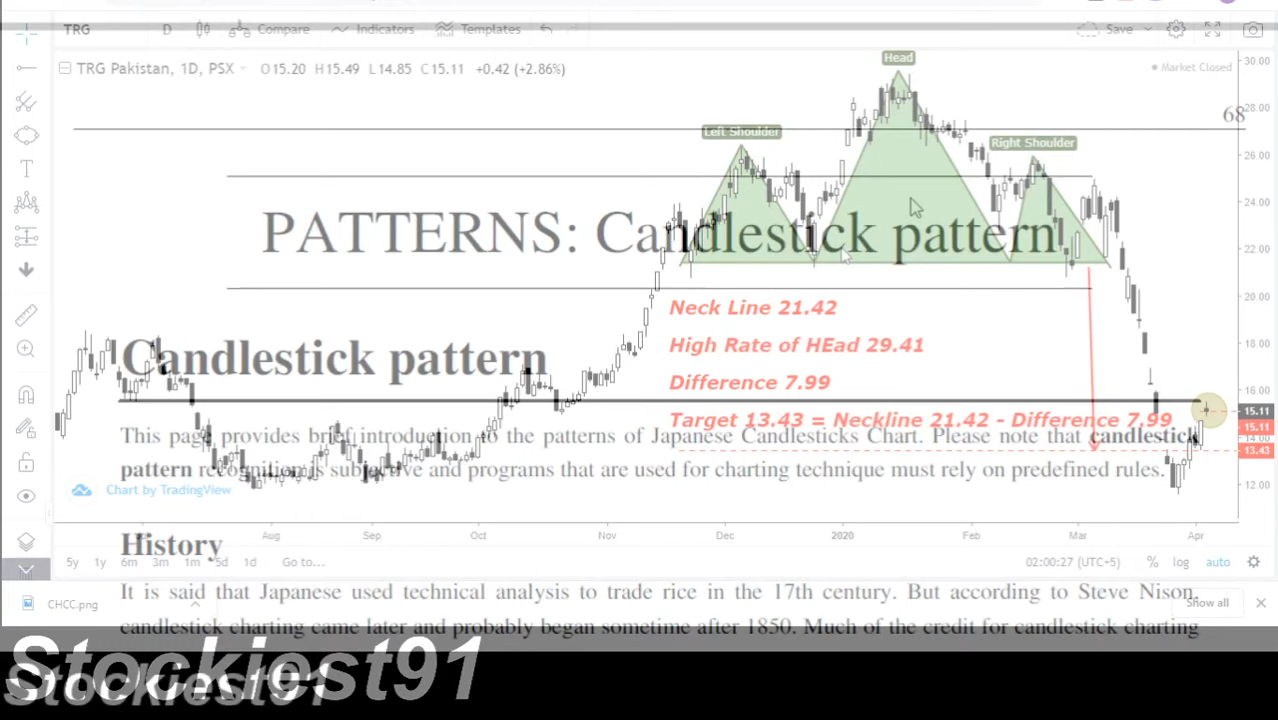 TRG D Compare Indicators Templates Save
TRG Pakistan, 1D, PSX O15.20 H15.49 L14.85 C15.11 +0.42 (+2.86%) Market Closed
30.00
Head
28.00
68
Left Shoulder
Right Shoulder
26.00
24.00
PATTERNS: Candlestick pattern
22.00
20.00
Neck Line 21.42
High Rate of HEad 29.41
18.00
Candlestick pattern
Difference 7.99
16.00
15.11
Target 13.43 = Neckline 21.42 - Difference 7.99
15.11
This page provides brief introduction to the patterns of Japanese Candlesticks Chart. Please note that candlestick
14.00
13.43
pattern recognition is subjective and programs that are used for charting technique must rely on predefined rules.
12.00
Chart by TradingView
Aug Sep Oct Nov Dec 2020 Feb Mar Apr
History
5y 1y 6m 3m 1m 5d 1d Go to... 02:00:27 (UTC+5) % log auto
It is said that Japanese used technical analysis to trade rice in the 17th century. But according to Steve Nison,
CHCC.png Show all
candlestick charting came later and probably began sometime after 1850. Much of the credit for candlestick charting
Stockiest91
Stockiest91